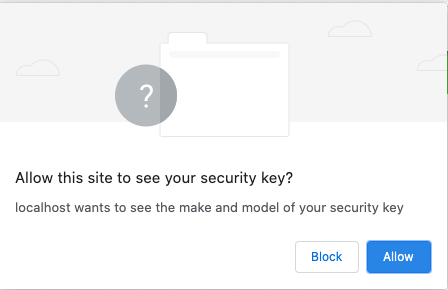 ?
Allow this site to see your security key?
localhost wants to see the make and model of your security key
Block
Allow